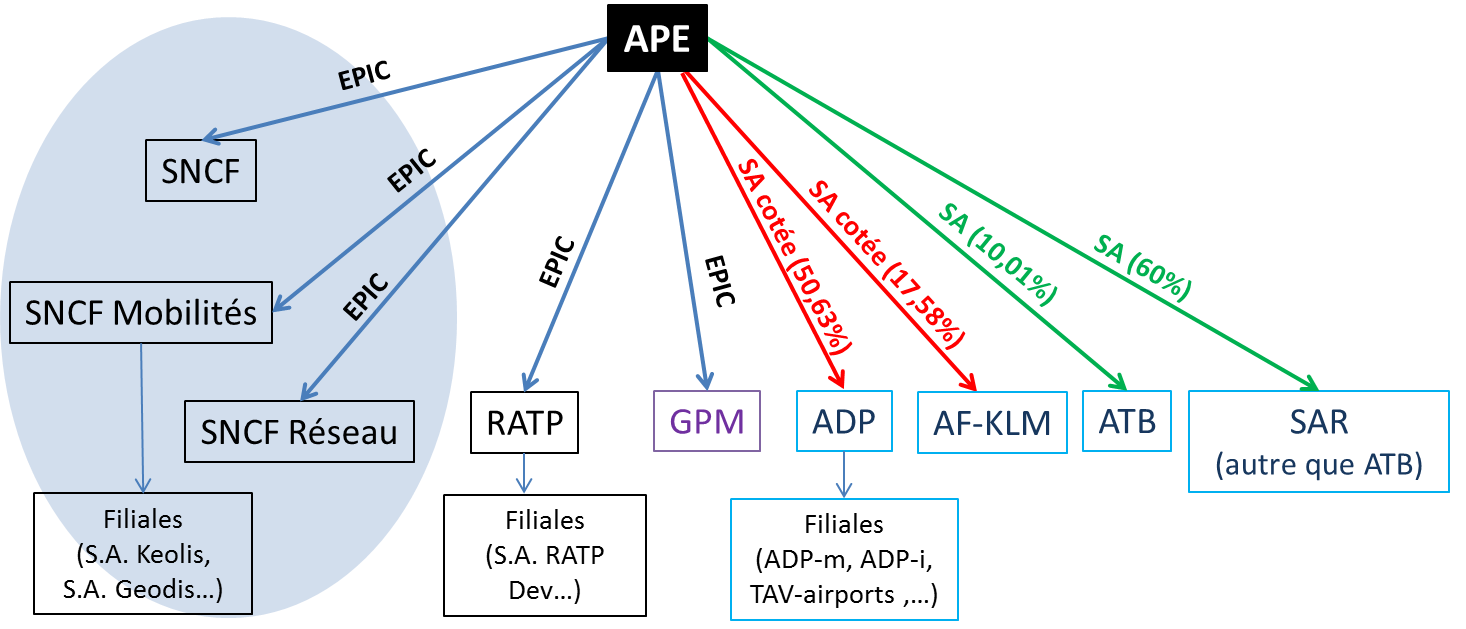 APE
EPIC
EPIC
EPIC
EPIC
EPIC
SA cotée (50,63%)
SA cotée (17,58%)
SA (10,01%)
SA (60%)
SNCF
SNCF Mobilités
SNCF Réseau
RATP
GPM
ADP
AF-KLM
ATB
SAR
(autre que ATB)
Filiales
(S.A. Keolis,
S.A. Geodis…)
Filiales
(S.A. RATP
Dev…)
Filiales
(ADP-m, ADP-i,
TAV-airports ,…)